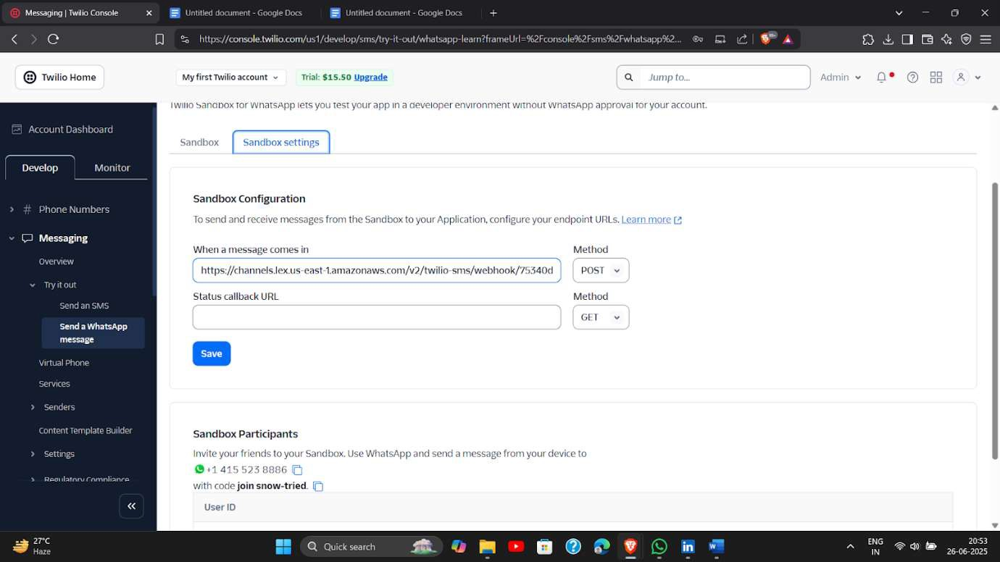 Messaging | Twilio Console
Untitled document - Google Docs
Untitled document - Google Docs
https://console.twilio.com/us1/develop/sms/try-it-out/whatsapp-learn?frameUrl=%2Fconsole%2Fsms%2Fwhatsapp%2...
99+
Twilio Home
My first Twilio account
Trial: $15.50 Upgrade
Jump to...
Admin
Twilio Sandbox for WhatsApp lets you test your app in a developer environment without WhatsApp approval for your account.
Account Dashboard
Develop
Monitor
Phone Numbers
Messaging
Overview
Try it out
Send an SMS
Send a WhatsApp
message
Virtual Phone
Services
Senders
Content Template Builder
Settings
Regulatory Compliance
Sandbox
Sandbox settings
Sandbox Configuration
To send and receive messages from the Sandbox to your Application, configure your endpoint URLs. Learn more
When a message comes in
Method
https://channels.lex.us-east-1.amazonaws.com/v2/twilio-sms/webhook/75340d
POST
Status callback URL
Method
GET
Save
Sandbox Participants
Invite your friends to your Sandbox. Use WhatsApp and send a message from your device to
+1 415 523 8886
with code join snow-tried.
User ID
27°C
Haze
Quick search
ENG
IN
20:53
26-06-2025